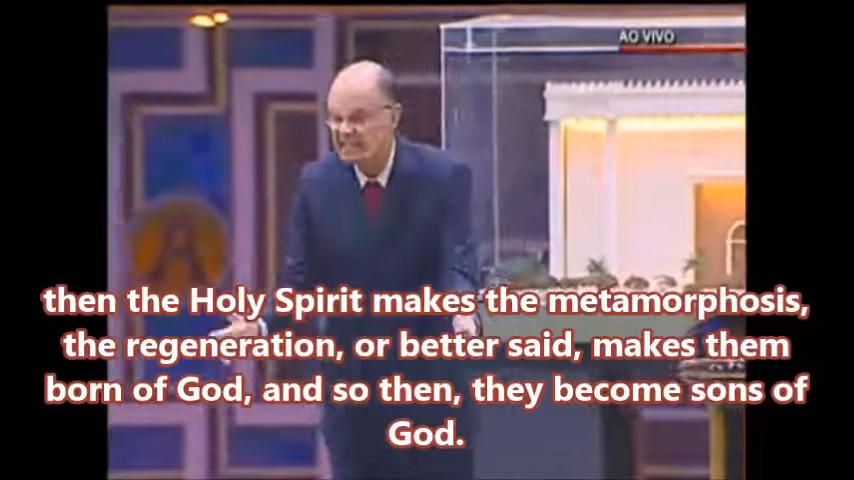 AO VIVO
then the Holy Spirit makes the metamorphosis,
the regeneration, or better said, makes them
born of God, and so then, they become sons of
God.